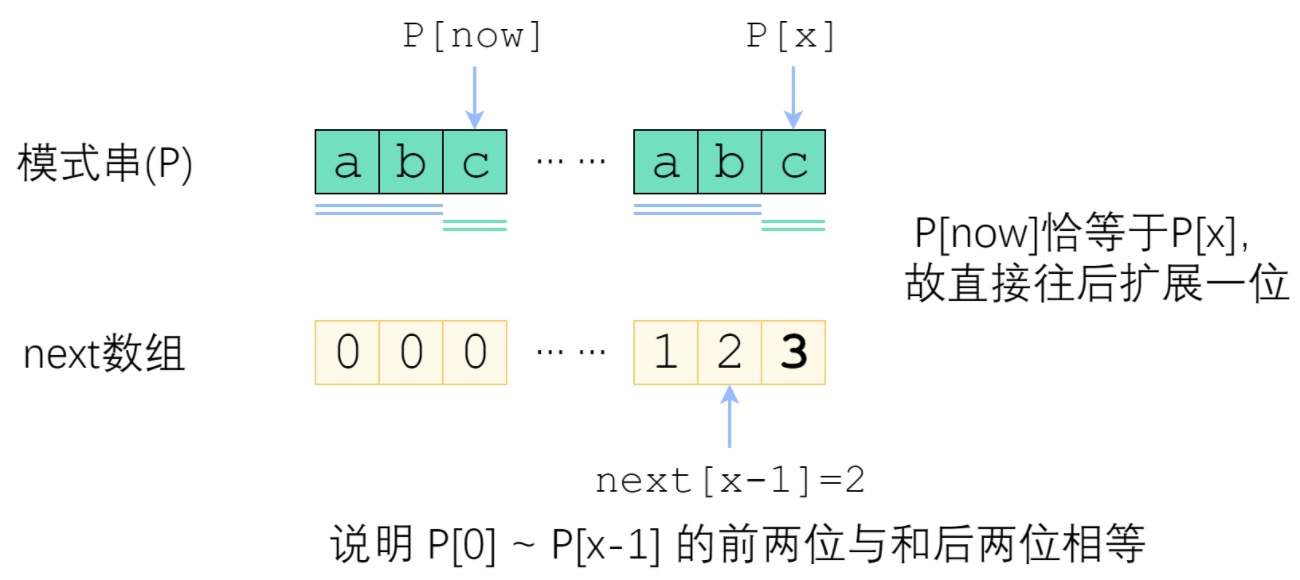 P[now] P[x]
模式串(P) a b c ⋯ ⋯ a b c
P[now]恰等于P[x],
故直接往后扩展一位
next数组 0 0 0 ⋯ ⋯ 1 2 3
next[x-1]=2
说明 P[0] ~ P[x-1] 的前两位与和后两位相等